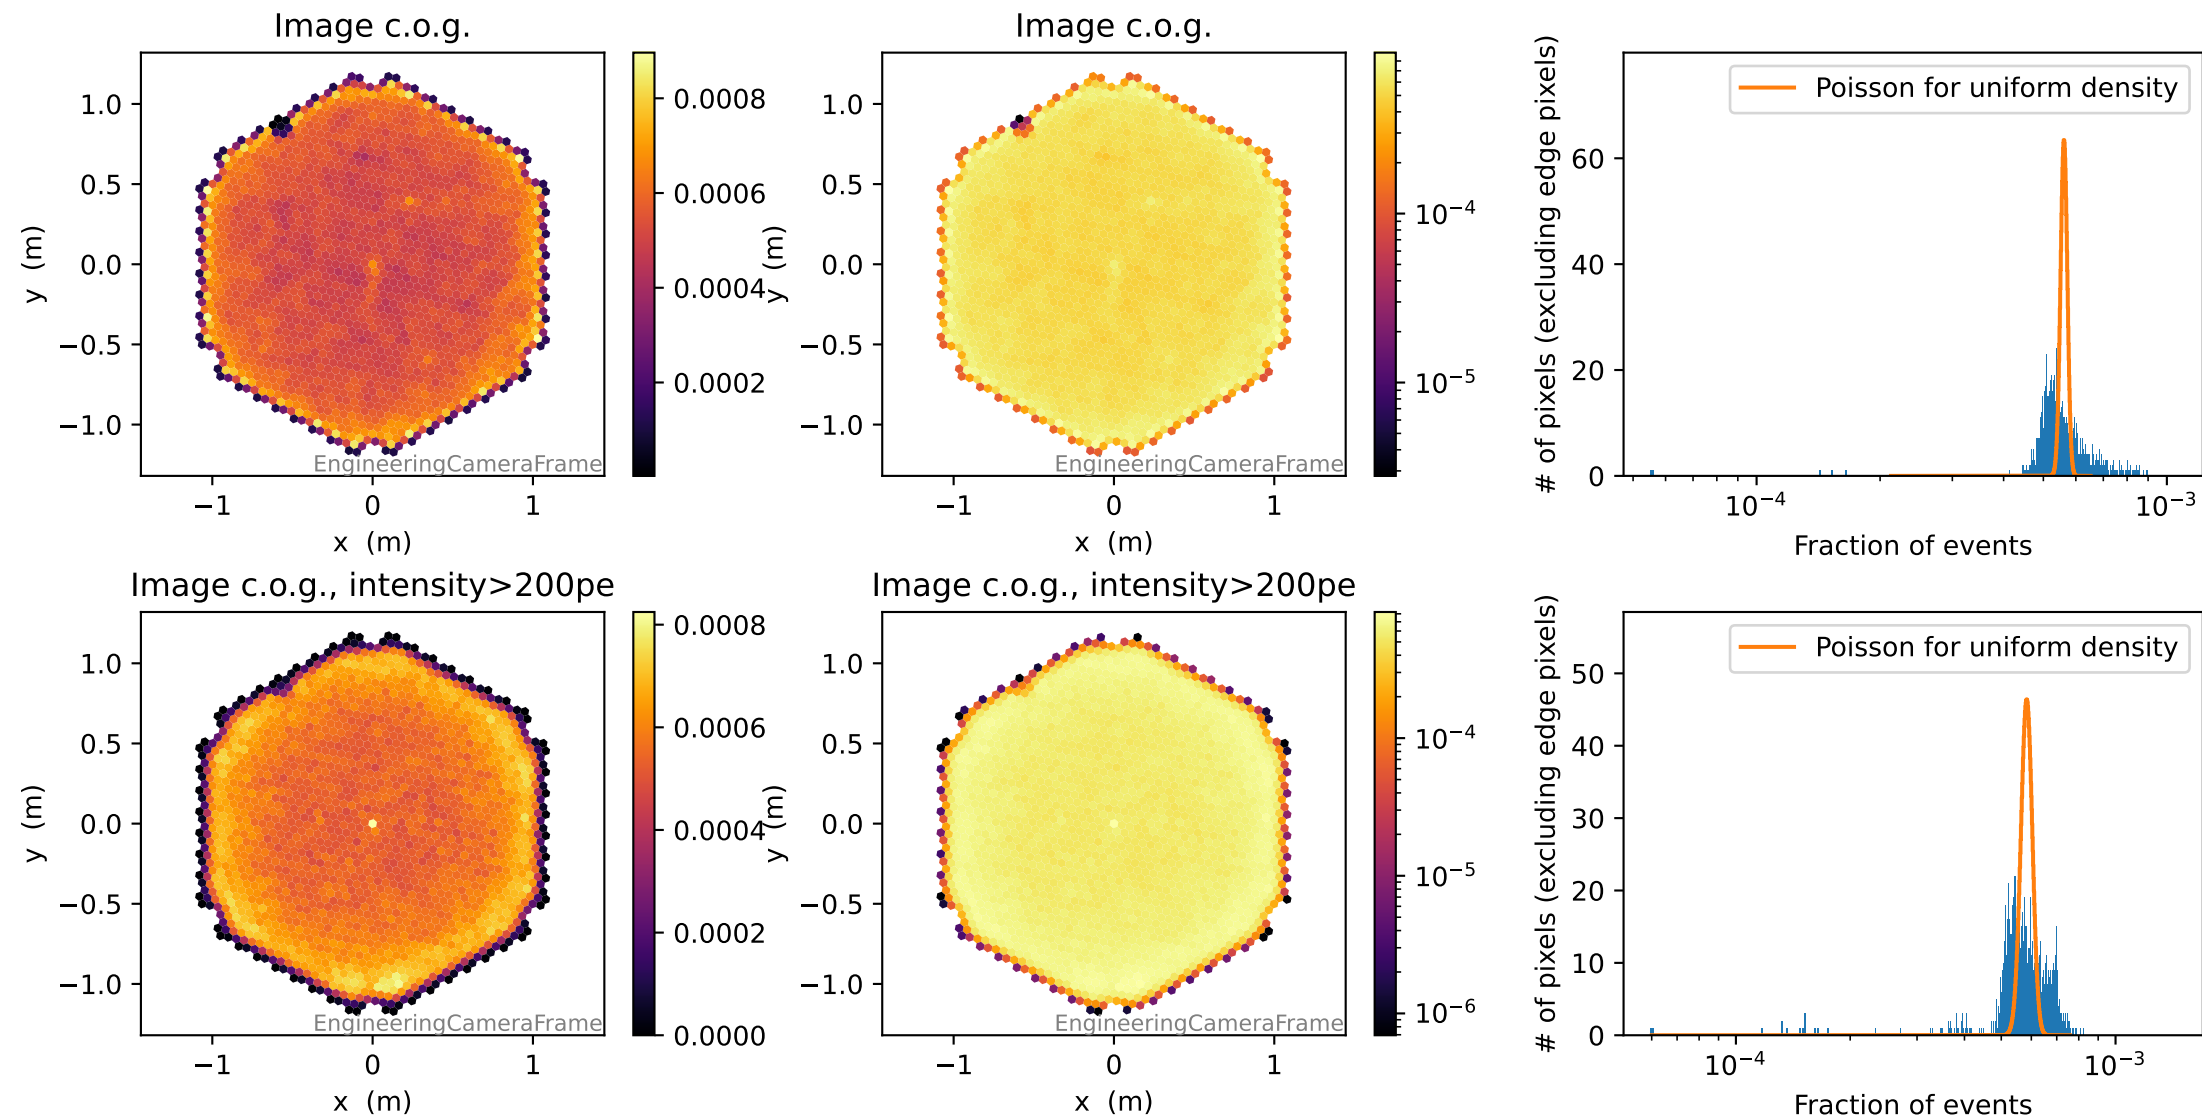 Image c.o.g.
1.0
0.5
0.0
−0.5
−1.0
y (m)
−1
0
1
x (m)
EngineeringCameraFrame
0.0008
0.0006
0.0004
0.0002
Image c.o.g.
1.0
0.5
0.0
−0.5
−1.0
y (m)
−1
0
1
x (m)
EngineeringCameraFrame
10⁻⁴
10⁻⁵
# of pixels (excluding edge pixels)
60
40
20
0
Poisson for uniform density
10⁻⁴
10⁻³
Fraction of events
Image c.o.g., intensity>200pe
1.0
0.5
0.0
−0.5
−1.0
y (m)
−1
0
1
x (m)
EngineeringCameraFrame
0.0008
0.0006
0.0004
0.0002
0.0000
Image c.o.g., intensity>200pe
1.0
0.5
0.0
−0.5
−1.0
y (m)
−1
0
1
x (m)
EngineeringCameraFrame
10⁻⁴
10⁻⁵
10⁻⁶
# of pixels (excluding edge pixels)
50
40
30
20
10
0
Poisson for uniform density
10⁻⁴
10⁻³
Fraction of events